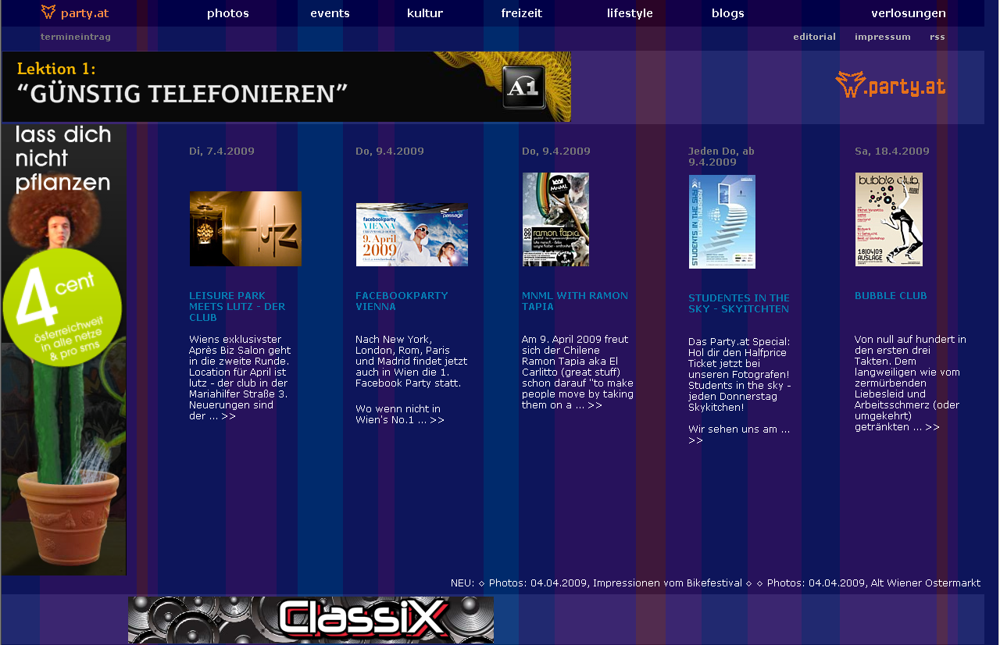 party.at photos events kultur freizeit lifestyle blogs verlosungen
termineintrag editorial impressum rss
Lektion 1:
“GÜNSTIG TELEFONIEREN”
A1
party.at
lass dich
nicht
pflanzen
4 cent
österreichweit
in alle netze
& pro sms
Di, 7.4.2009
lutz
LEISURE PARK
MEETS LUTZ - DER
CLUB
Wiens exklusivster
Après Biz Salon geht
in die zweite Runde.
Location für April ist
lutz - der club in der
Mariahilfer Straße 3.
Neuerungen sind
der ... >>
Do, 9.4.2009
passage
facebookparty
VIENNA
9. April
2009
FACEBOOKPARTY
VIENNA
Nach New York,
London, Rom, Paris
und Madrid findet jetzt
auch in Wien die 1.
Facebook Party statt.
Wo wenn nicht in
Wien's No.1 ... >>
Do, 9.4.2009
MNML
ramon tapia
MNML WITH RAMON
TAPIA
Am 9. April 2009 freut
sich der Chilene
Ramon Tapia aka El
Carlitto (great stuff)
schon darauf "to make
people move by taking
them on a ... >>
Jeden Do, ab
9.4.2009
STUDENTS IN THE SKY
STUDENTES IN THE
SKY - SKYITCHTEN
Das Party.at Special:
Hol dir den Halfprice
Ticket jetzt bei
unseren Fotografen!
Students in the sky -
jeden Donnerstag
Skykitchen!
Wir sehen uns am ...
>>
Sa, 18.4.2009
bubble club
18|04|09
AUSLAGE
BUBBLE CLUB
Von null auf hundert in
den ersten drei
Takten. Dem
langweiligen wie vom
zermürbenden
Liebesleid und
Arbeitsschmerz (oder
umgekehrt)
getränkten ... >>
NEU: ⋄ Photos: 04.04.2009, Impressionen vom Bikefestival ⋄ ⋄ Photos: 04.04.2009, Alt Wiener Ostermarkt
ClassiX